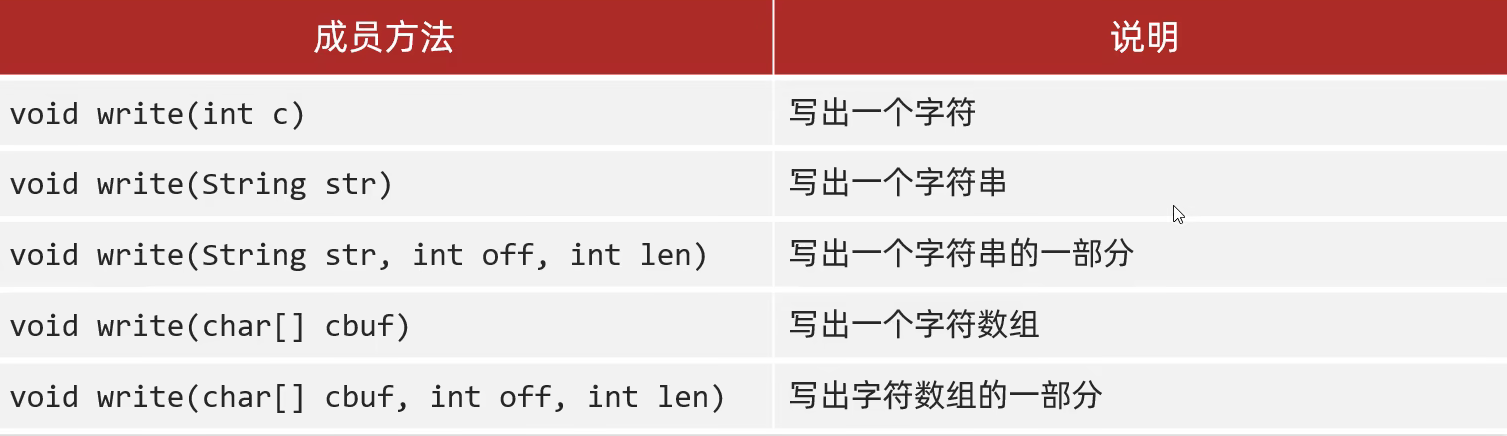 成员方法 说明
void write(int c) 写出一个字符
void write(String str) 写出一个字符串
void write(String str, int off, int len) 写出一个字符串的一部分
void write(char[] cbuf) 写出一个字符数组
void write(char[] cbuf, int off, int len) 写出字符数组的一部分